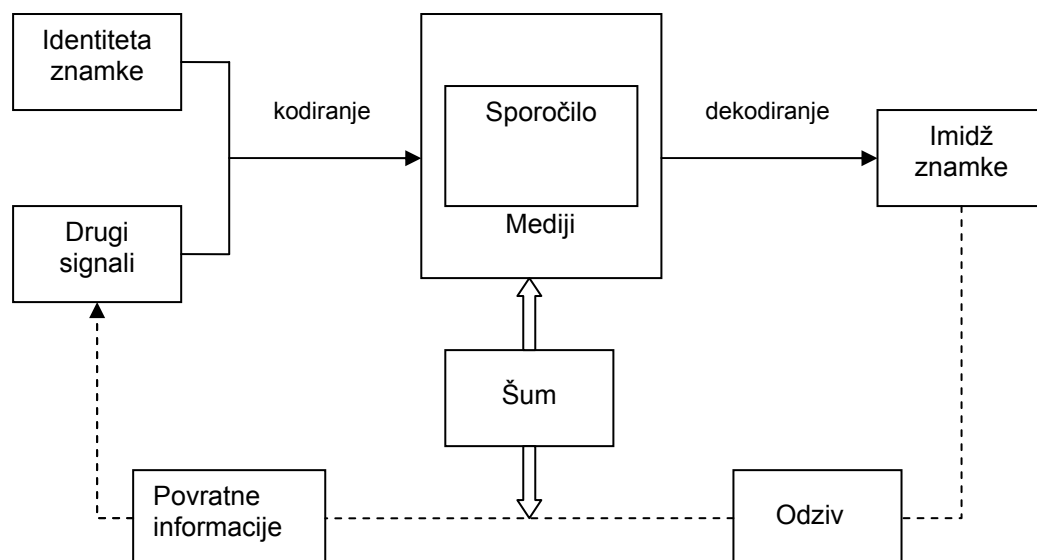 Identiteta
znamke
kodiranje
Sporočilo
Mediji
dekodiranje
Imidž
znamke
Drugi
signali
Šum
Povratne
informacije
Odziv